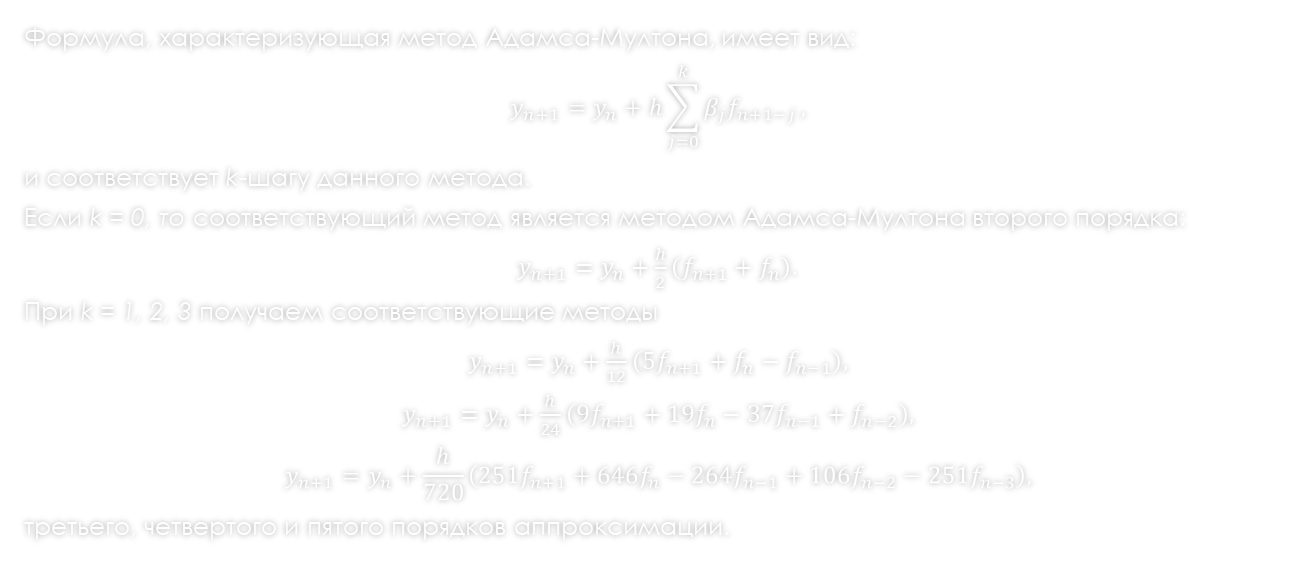 Формула, характеризующая метод Адамса-Мултона, имеет вид:
y_{n+1} = y_n + h \sum_{j=0}^{k} β_j f_{n+1-j},
и соответствует k-шагу данного метода.
Если k = 0, то соответствующий метод является методом Адамса-Мултона второго порядка:
y_{n+1} = y_n + \frac{h}{2}(f_{n+1} + f_n).
При k = 1, 2, 3 получаем соответствующие методы
y_{n+1} = y_n + \frac{h}{12}(5f_{n+1} + f_n − f_{n−1}),
y_{n+1} = y_n + \frac{h}{24}(9f_{n+1} + 19f_n − 37f_{n−1} + f_{n−2}),
y_{n+1} = y_n + \frac{h}{720}(251f_{n+1} + 646f_n − 264f_{n−1} + 106f_{n−2} − 251f_{n−3}),
третьего, четвертого и пятого порядков аппроксимации.